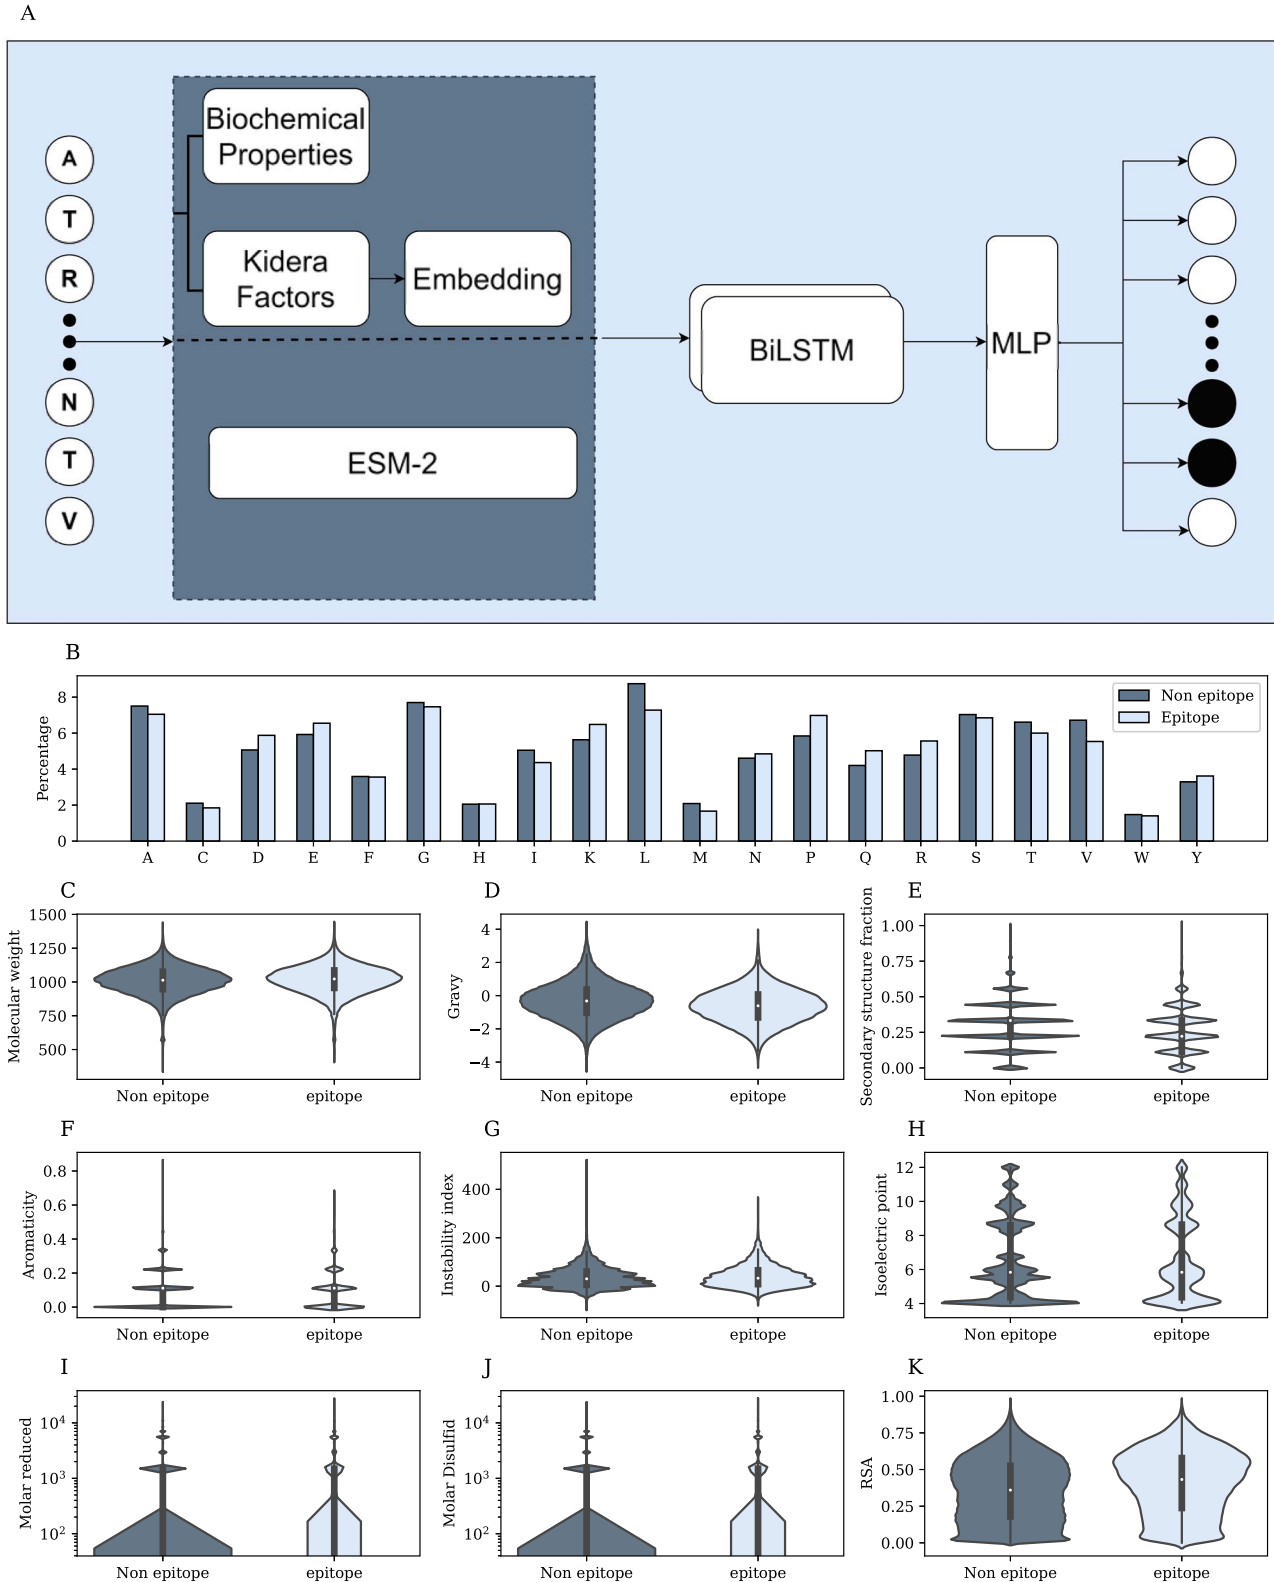 A
Biochemical
Properties
Kidera
Factors
Embedding
ESM-2
BiLSTM
MLP
A
T
R
N
T
V
B
Percentage
8
6
4
2
0
Non epitope
Epitope
A C D E F G H I K L M N P Q R S T V W Y
C
Molecular weight
1500
1250
1000
750
500
Non epitope epitope
D
Gravy
4
2
0
−2
−4
Non epitope epitope
E
Secondary structure fraction
1.00
0.75
0.50
0.25
0.00
Non epitope epitope
F
Aromaticity
0.8
0.6
0.4
0.2
0.0
Non epitope epitope
G
Instability index
400
200
0
Non epitope epitope
H
Isoelectric point
12
10
8
6
4
Non epitope epitope
I
Molar reduced
10⁴
10³
10²
Non epitope epitope
J
Molar Disulfid
10⁴
10³
10²
Non epitope epitope
K
RSA
1.00
0.75
0.50
0.25
0.00
Non epitope epitope